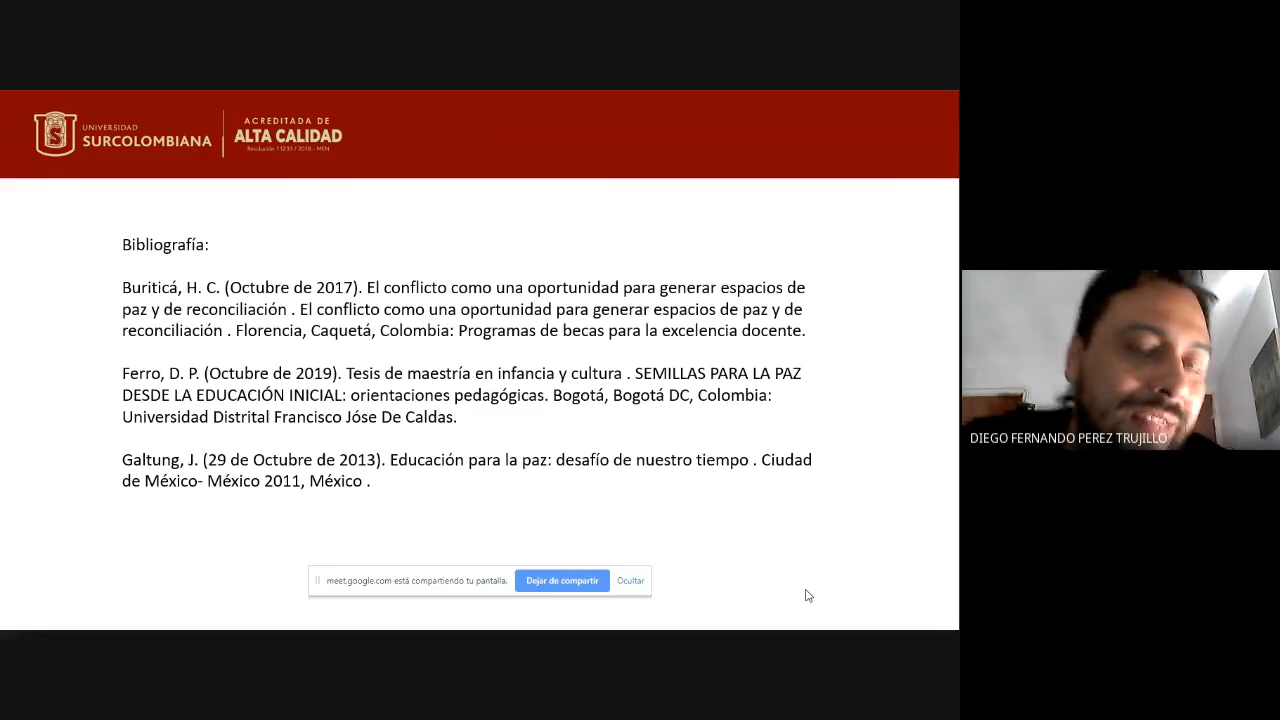 UNIVERSIDAD
SURCOLOMBIANA
ACREDITADA DE
ALTA CALIDAD
Resolución 11233 / 2018 - MEN
Bibliografía:
Buriticá, H. C. (Octubre de 2017). El conflicto como una oportunidad para generar espacios de
paz y de reconciliación . El conflicto como una oportunidad para generar espacios de paz y de
reconciliación . Florencia, Caquetá, Colombia: Programas de becas para la excelencia docente.
Ferro, D. P. (Octubre de 2019). Tesis de maestría en infancia y cultura . SEMILLAS PARA LA PAZ
DESDE LA EDUCACIÓN INICIAL: orientaciones pedagógicas. Bogotá, Bogotá DC, Colombia:
Universidad Distrital Francisco Jóse De Caldas.
Galtung, J. (29 de Octubre de 2013). Educación para la paz: desafío de nuestro tiempo . Ciudad
de México- México 2011, México .
meet.google.com está compartiendo tu pantalla.
Dejar de compartir
Ocultar
DIEGO FERNANDO PEREZ TRUJILLO